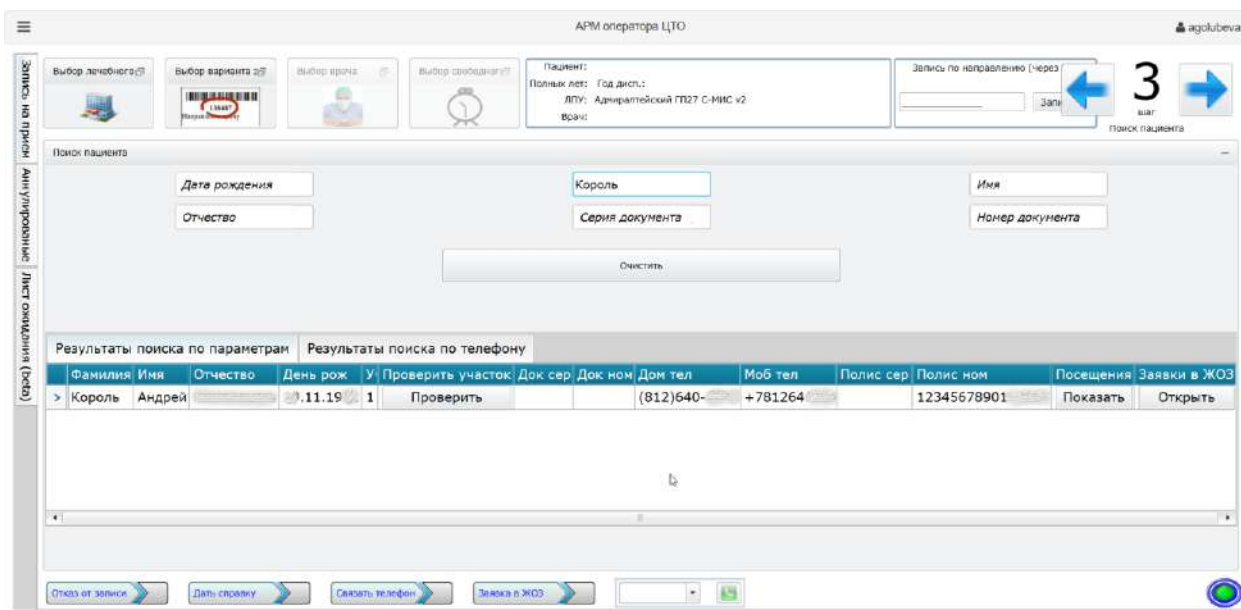 АРМ оператора ЦТО
agolubeva
Запись на прием
Аннулированые
Лист ожидания (beta)
Выбор лечебного
Выбор варианта з
Выбор врача
Выбор свободног
Пациент:
Полных лет: Год дисп.:
ЛПУ: Адмиралтейский ГП27 С-МИС v2
Врач:
Запись по направлению (через
Запи
3
шаг
Поиск пациента
Поиск пациента
Дата рождения
Король
Имя
Отчество
Серия документа
Номер документа
Очистить
Результаты поиска по параметрам Результаты поиска по телефону
Фамилия Имя Отчество День рож У Проверить участок Док сер Док ном Дом тел Моб тел Полис сер Полис ном Посещения Заявки в ЖОЗ
> Король Андрей .11.19 1 Проверить (812)640- +781264 12345678901 Показать Открыть
Отказ от записи Дать справку Связать телефон Заявка в ЖОЗ